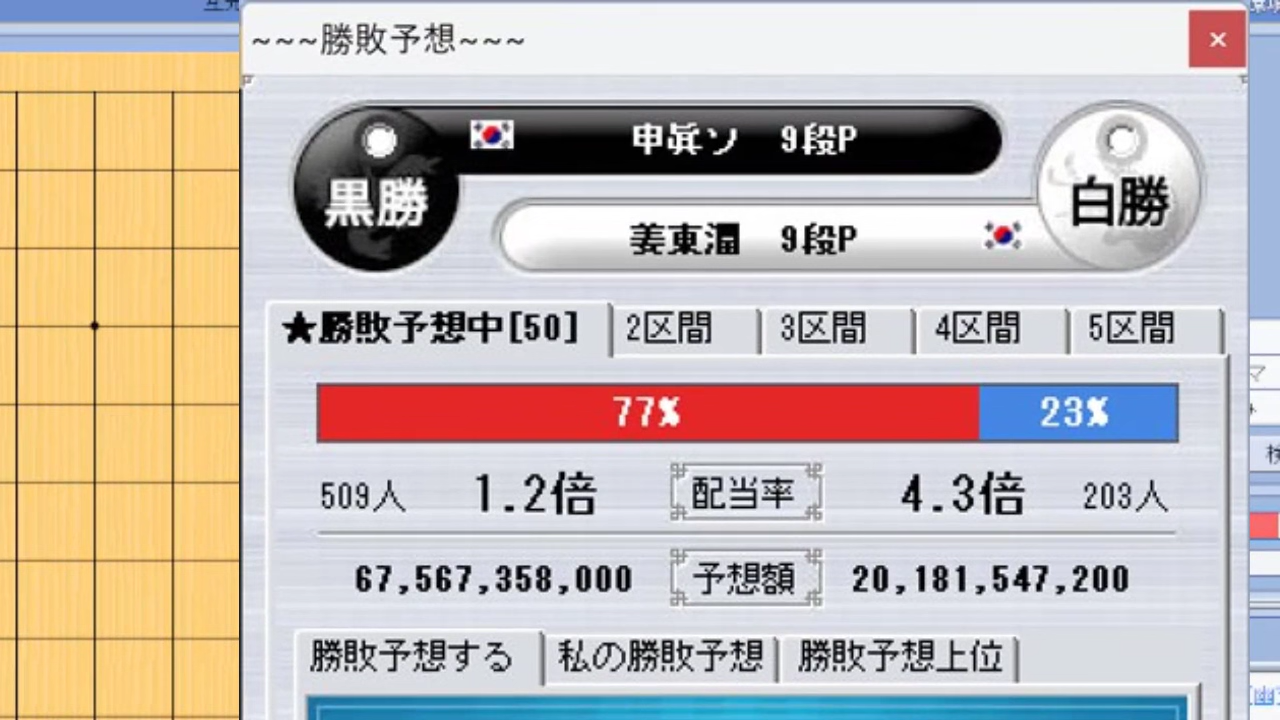 ~~~勝敗予想~~~
申眞ソ 9段P
黒勝
白勝
姜東潤 9段P
★勝敗予想中[50] 2区間 3区間 4区間 5区間
77% 23%
509人 1.2倍 配当率 4.3倍 203人
67,567,358,000 予想額 20,181,547,200
勝敗予想する 私の勝敗予想 勝敗予想上位